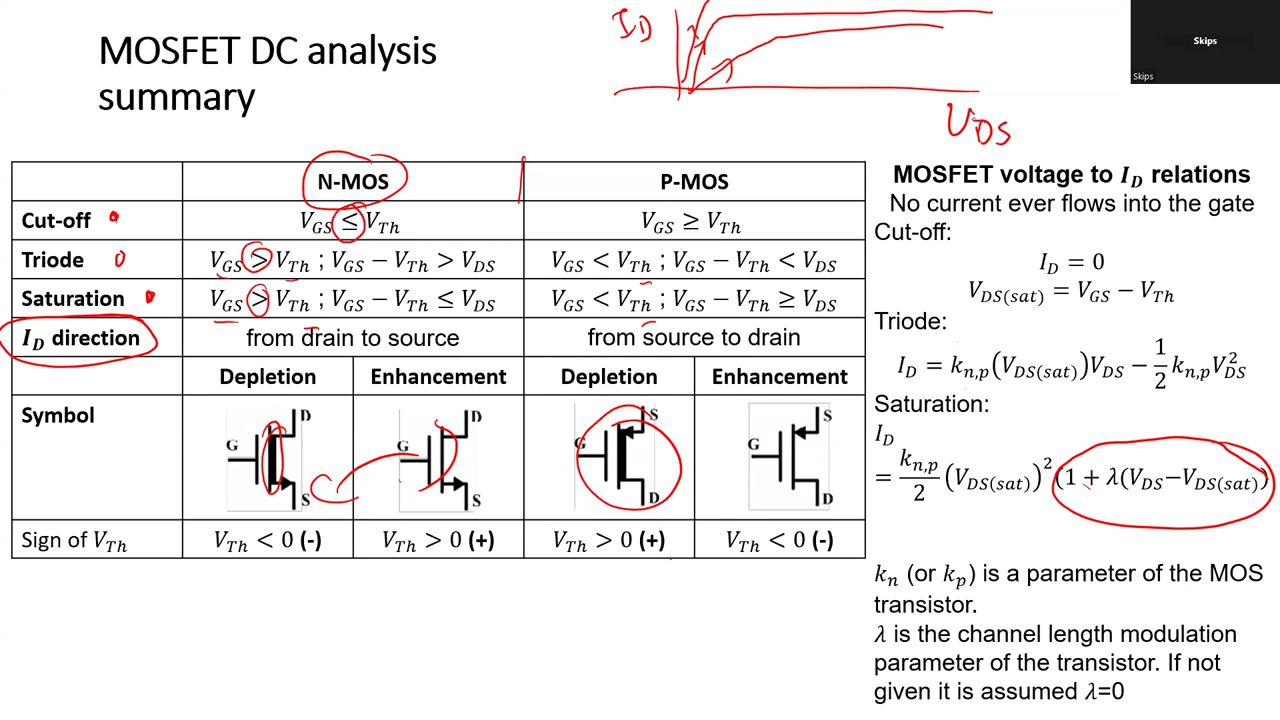 MOSFET DC analysis
summary
I_D
V_DS
Skips
Skips
N-MOS P-MOS
Cut-off V_GS ≤ V_Th V_GS ≥ V_Th
Triode V_GS > V_Th ; V_GS − V_Th > V_DS V_GS < V_Th ; V_GS − V_Th < V_DS
Saturation V_GS > V_Th ; V_GS − V_Th ≤ V_DS V_GS < V_Th ; V_GS − V_Th ≥ V_DS
I_D direction from drain to source from source to drain
Depletion Enhancement Depletion Enhancement
Symbol
G D S G D S G S D G S D
Sign of V_Th V_Th < 0 (-) V_Th > 0 (+) V_Th > 0 (+) V_Th < 0 (-)
MOSFET voltage to I_D relations
No current ever flows into the gate
Cut-off:
I_D = 0
V_DS(sat) = V_GS − V_Th
Triode:
I_D = k_n,p(V_DS(sat))V_DS − 1/2 k_n,p V_DS^2
Saturation:
I_D
= k_n,p/2 (V_DS(sat))^2 (1 + λ(V_DS−V_DS(sat))
k_n (or k_p) is a parameter of the MOS
transistor.
λ is the channel length modulation
parameter of the transistor. If not
given it is assumed λ=0